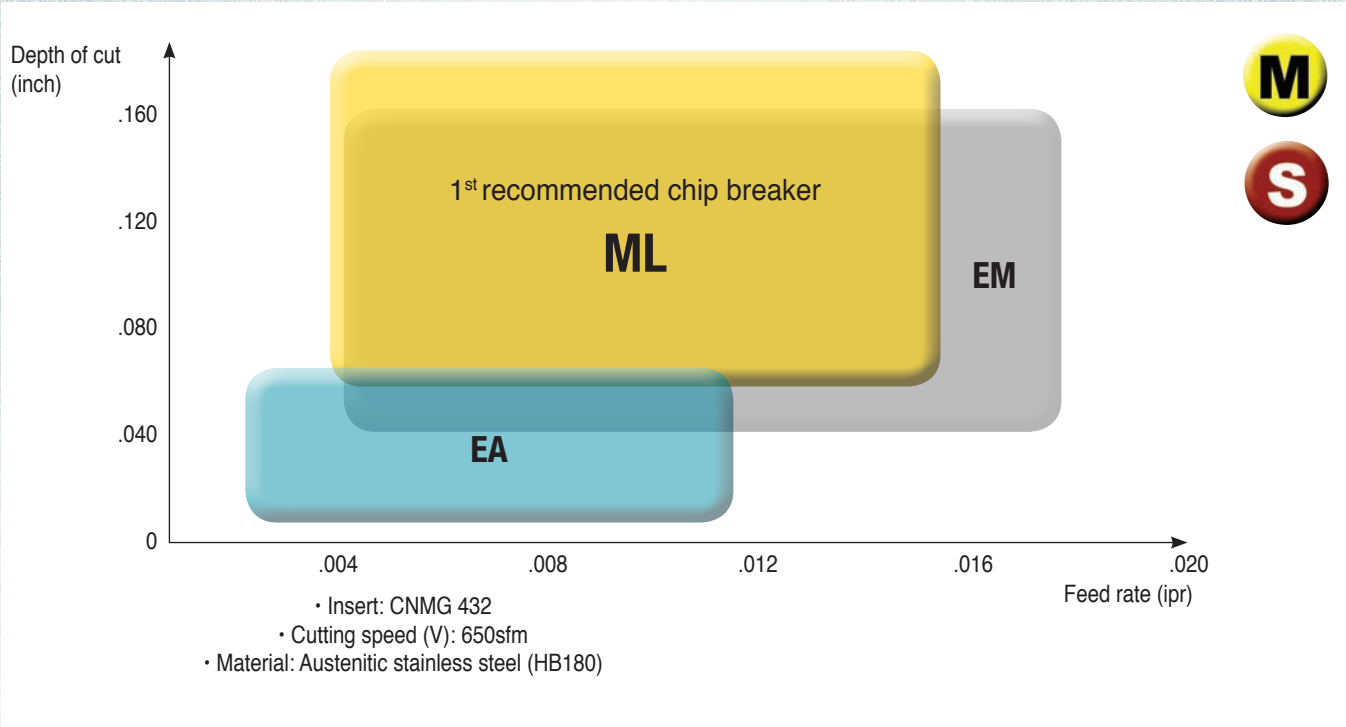 Depth of cut
(inch)
.160
.120
.080
.040
0
1st recommended chip breaker
ML
EM
EA
.004
.008
.012
.016
.020
Feed rate (ipr)
• Insert: CNMG 432
• Cutting speed (V): 650sfm
• Material: Austenitic stainless steel (HB180)
M
S